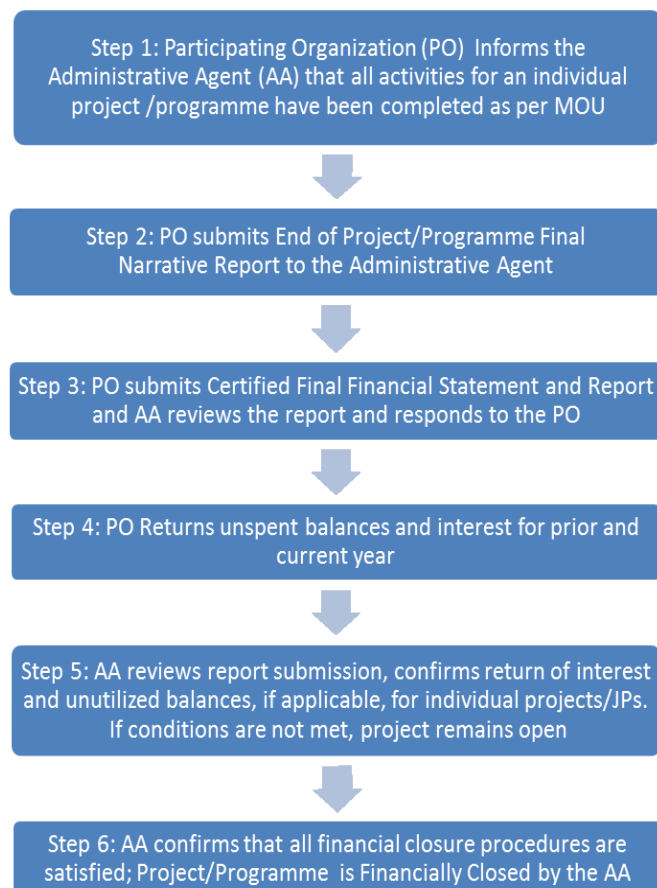 Step 1: Participating Organization (PO)  Informs the
Administrative Agent (AA) that all activities for an individual
project /programme have been completed as per MOU
Step 2: PO submits End of Project/Programme Final
Narrative Report to the Administrative Agent
Step 3: PO submits Certified Final Financial Statement and Report
and AA reviews the report and responds to the PO
Step 4: PO Returns unspent balances and interest for prior and
current year
Step 5: AA reviews report submission, confirms return of interest
and unutilized balances, if applicable, for individual projects/JPs.
If conditions are not met, project remains open
Step 6: AA confirms that all financial closure procedures are
satisfied; Project/Programme  is Financially Closed by the AA